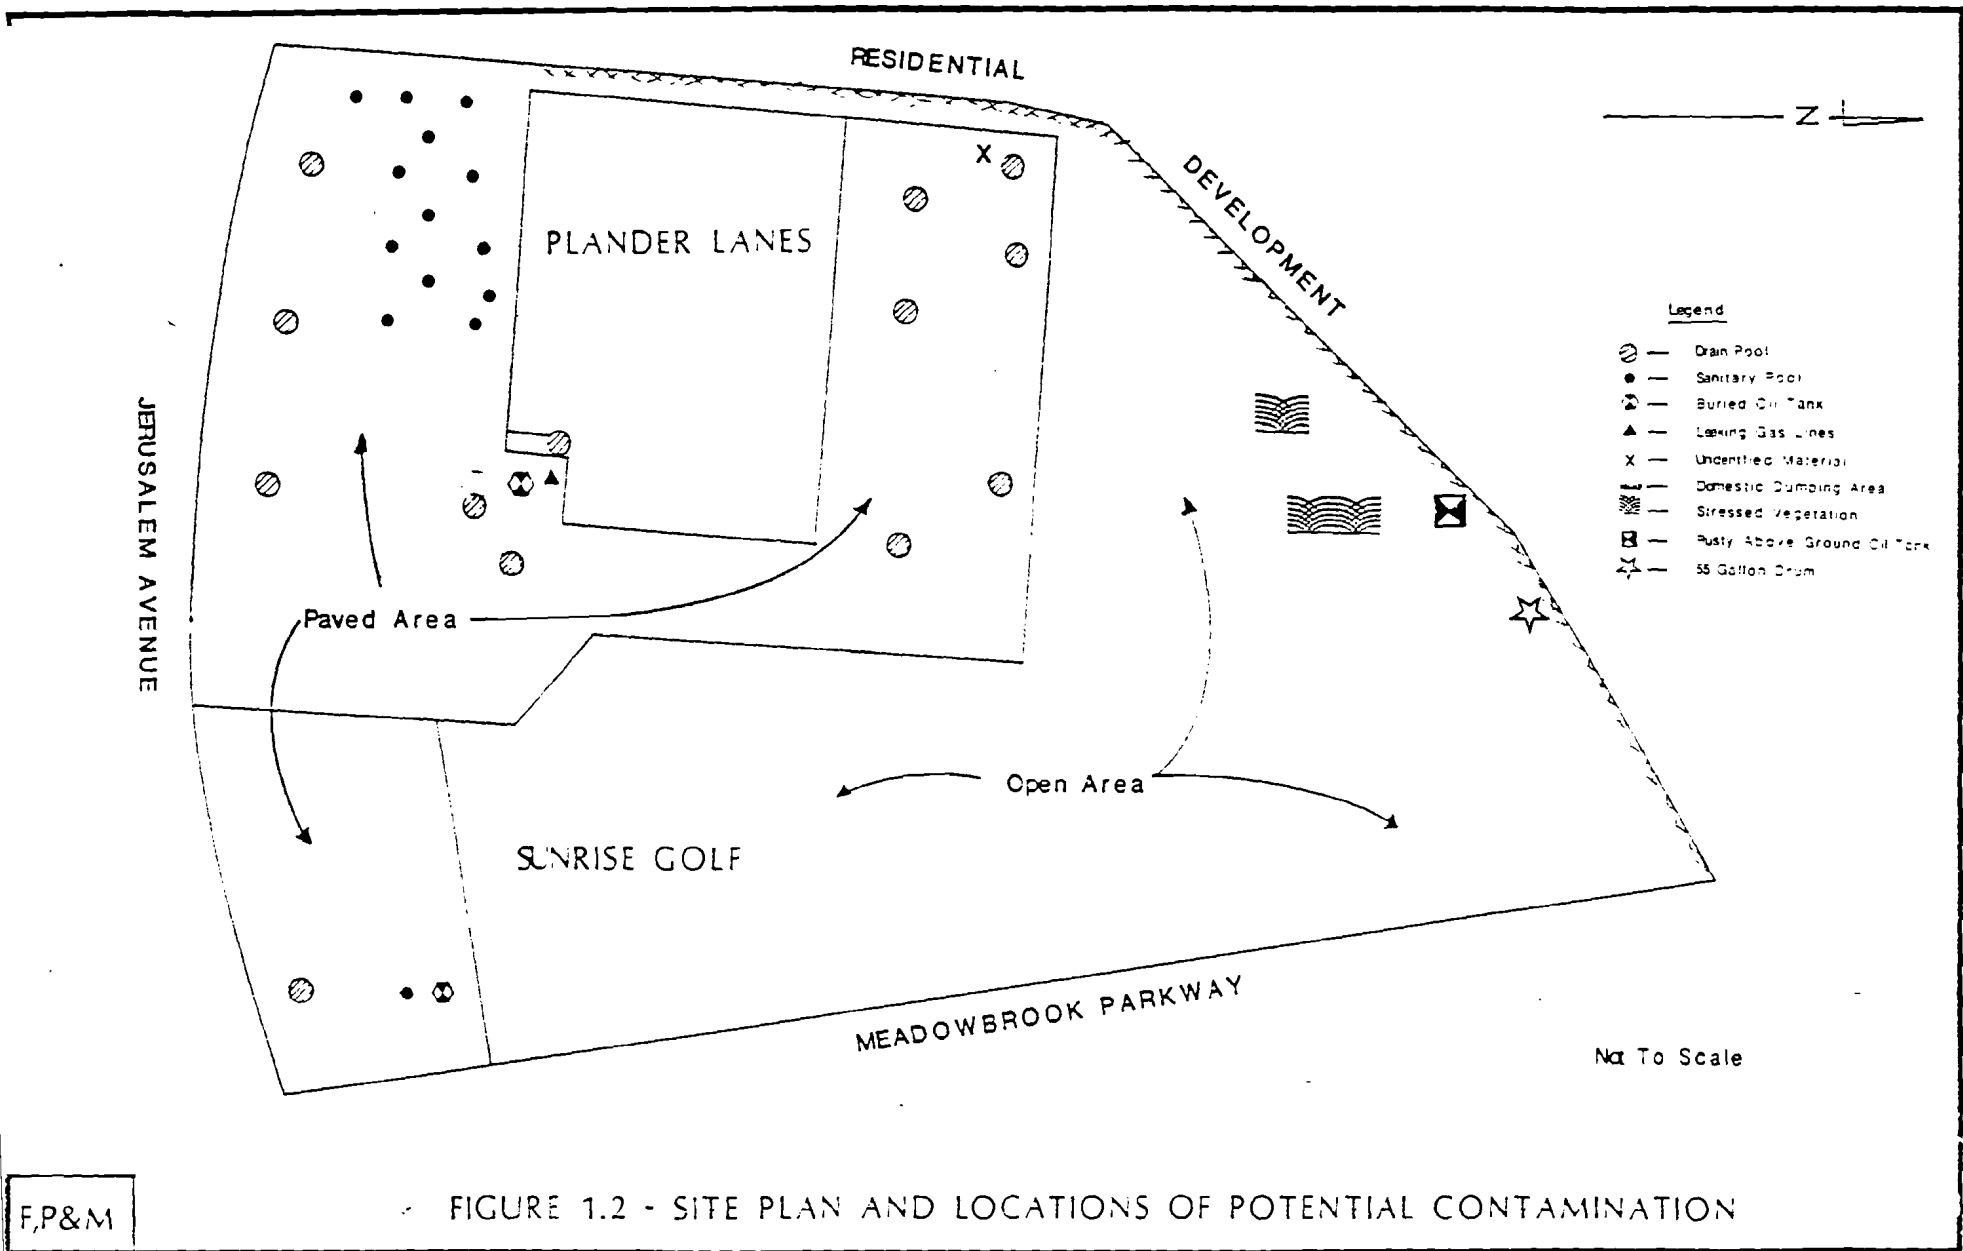 RESIDENTIAL
DEVELOPMENT
Z
X
PLANDER LANES
JERUSALEM AVENUE
Legend
Drain Pool
Sanitary Pool
Buried Oil Tank
Leaking Gas Lines
X — Unidentified Material
Domestic Dumping Area
Stressed Vegetation
Rusty Above Ground Oil Tank
55 Gallon Drum
Paved Area
Open Area
SUNRISE GOLF
MEADOWBROOK PARKWAY
Not To Scale
F,P&M
FIGURE 1.2 - SITE PLAN AND LOCATIONS OF POTENTIAL CONTAMINATION